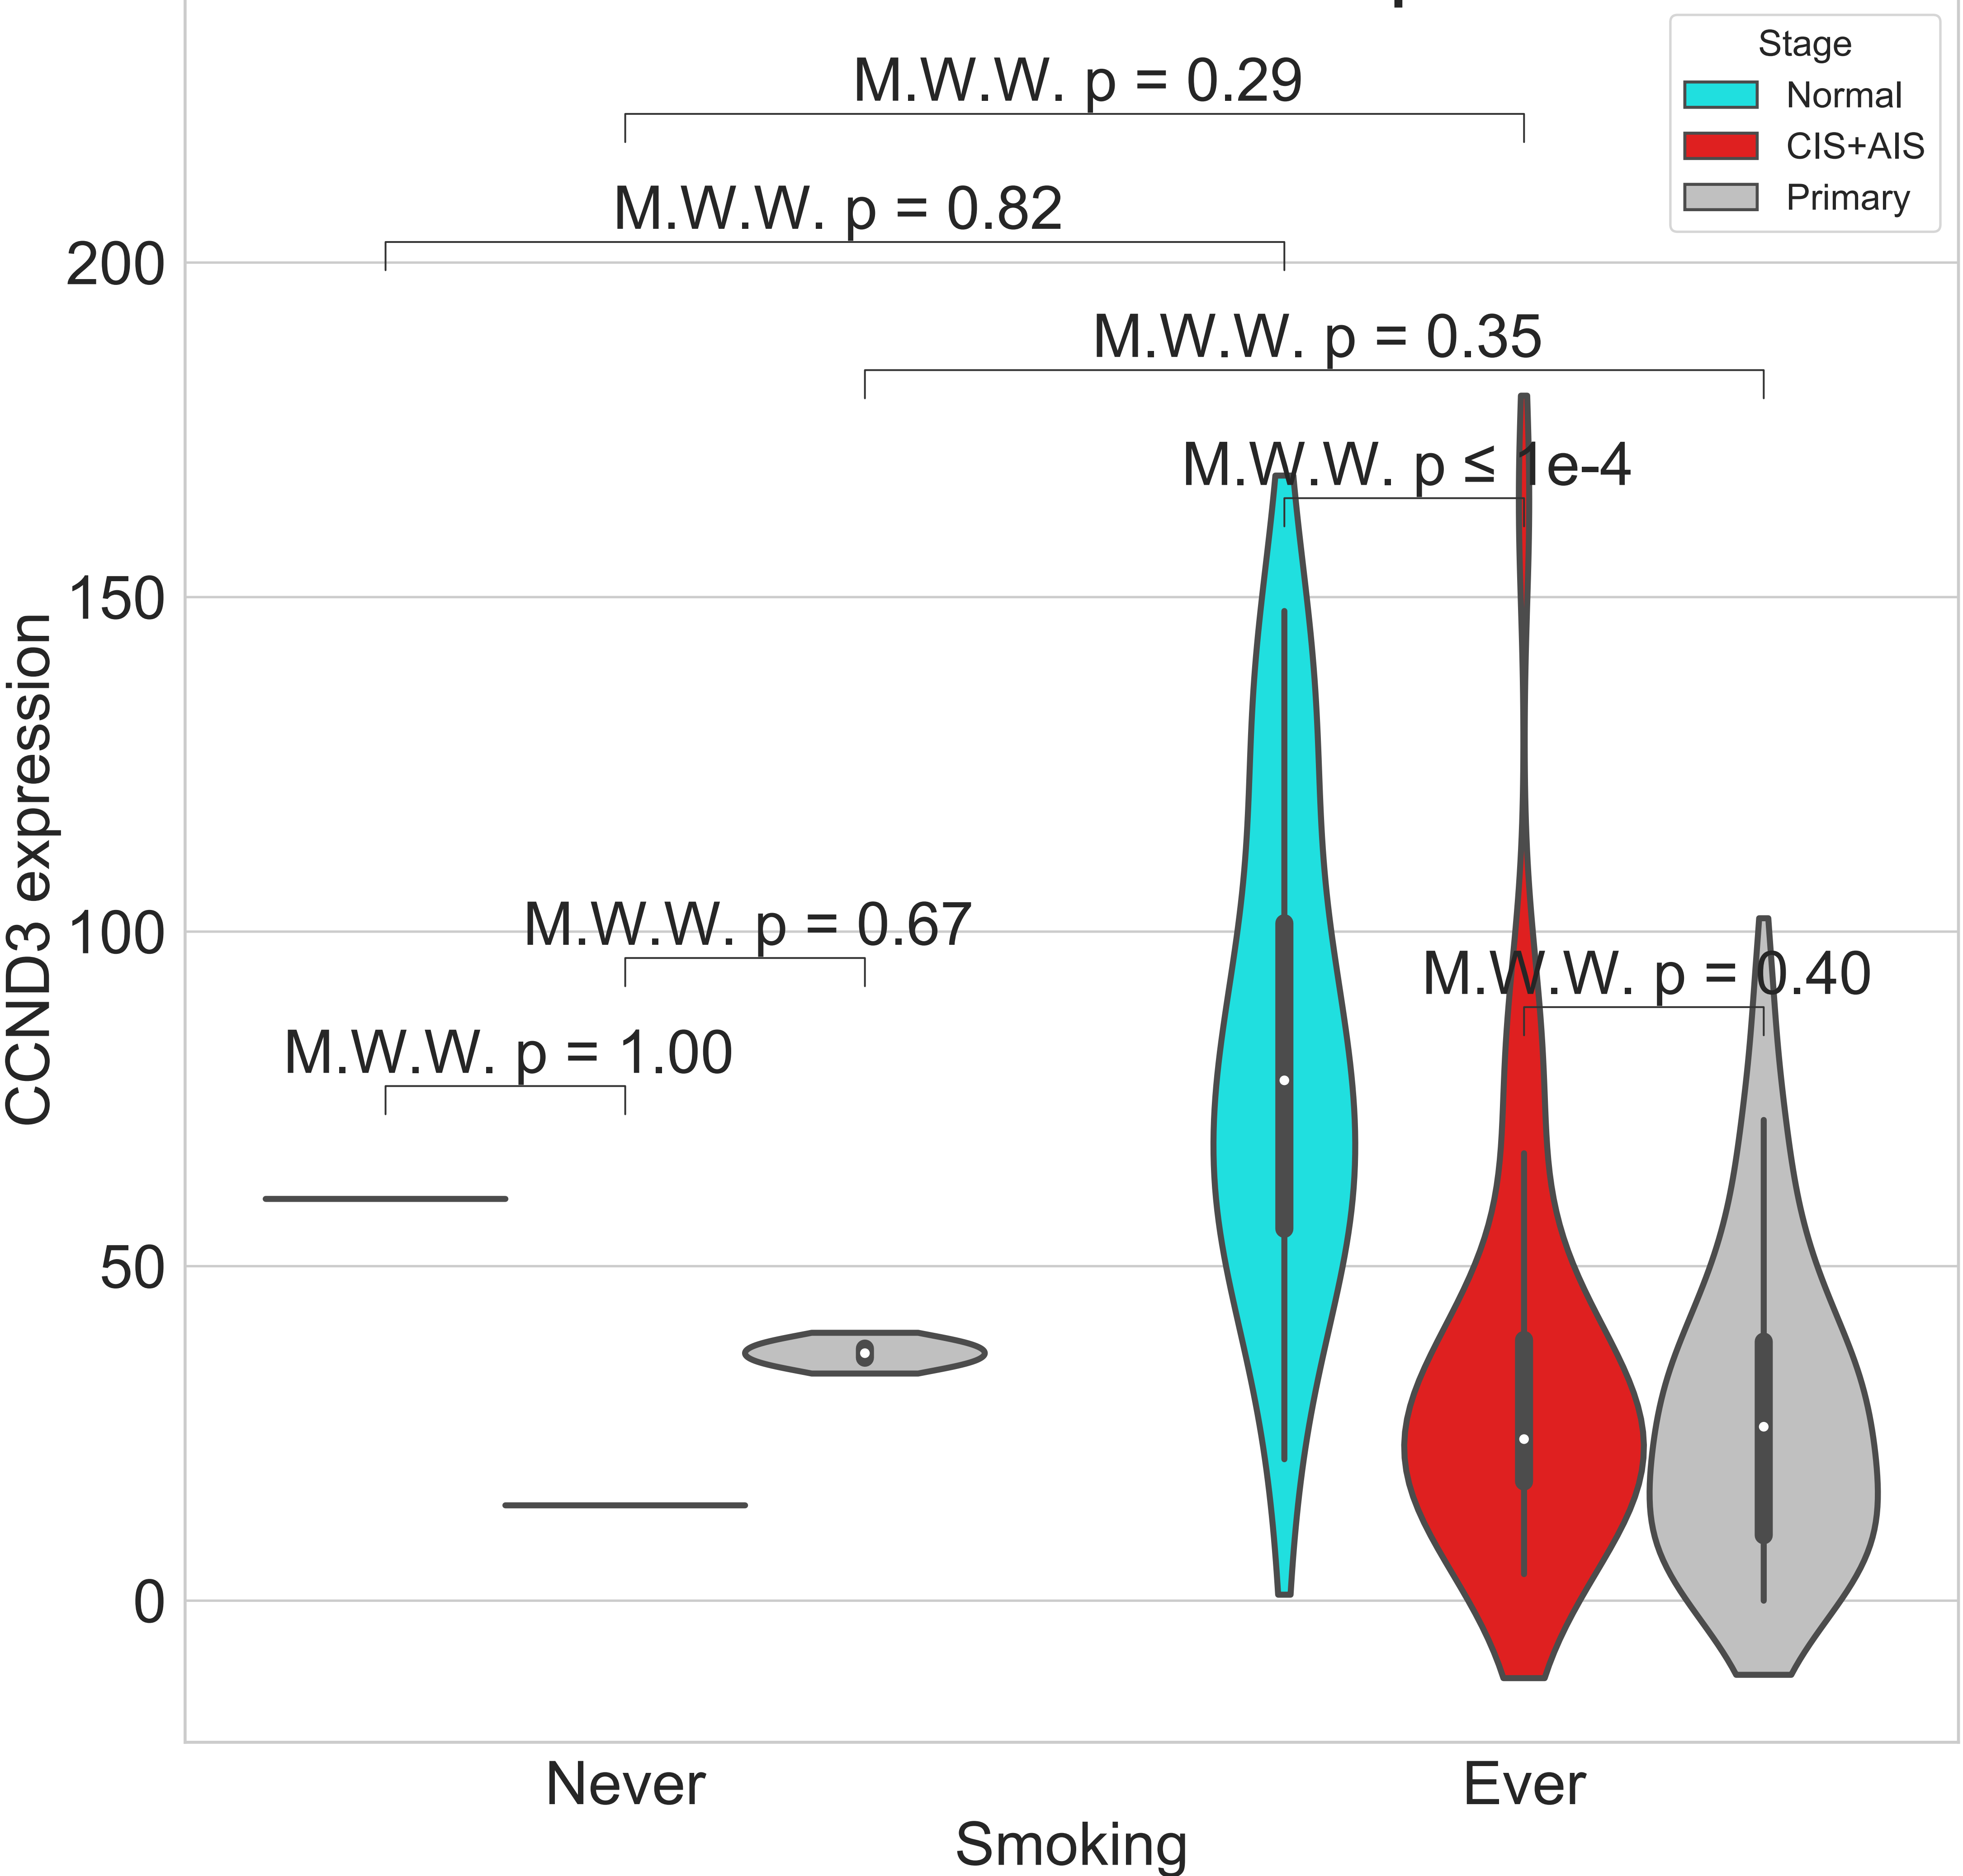 Stage
Normal
CIS+AIS
Primary
M.W.W. p = 0.29
M.W.W. p = 0.82
M.W.W. p = 0.35
M.W.W. p ≤ 1e-4
M.W.W. p = 0.67
M.W.W. p = 0.40
M.W.W. p = 1.00
CCND3 expression
200
150
100
50
0
Never
Ever
Smoking